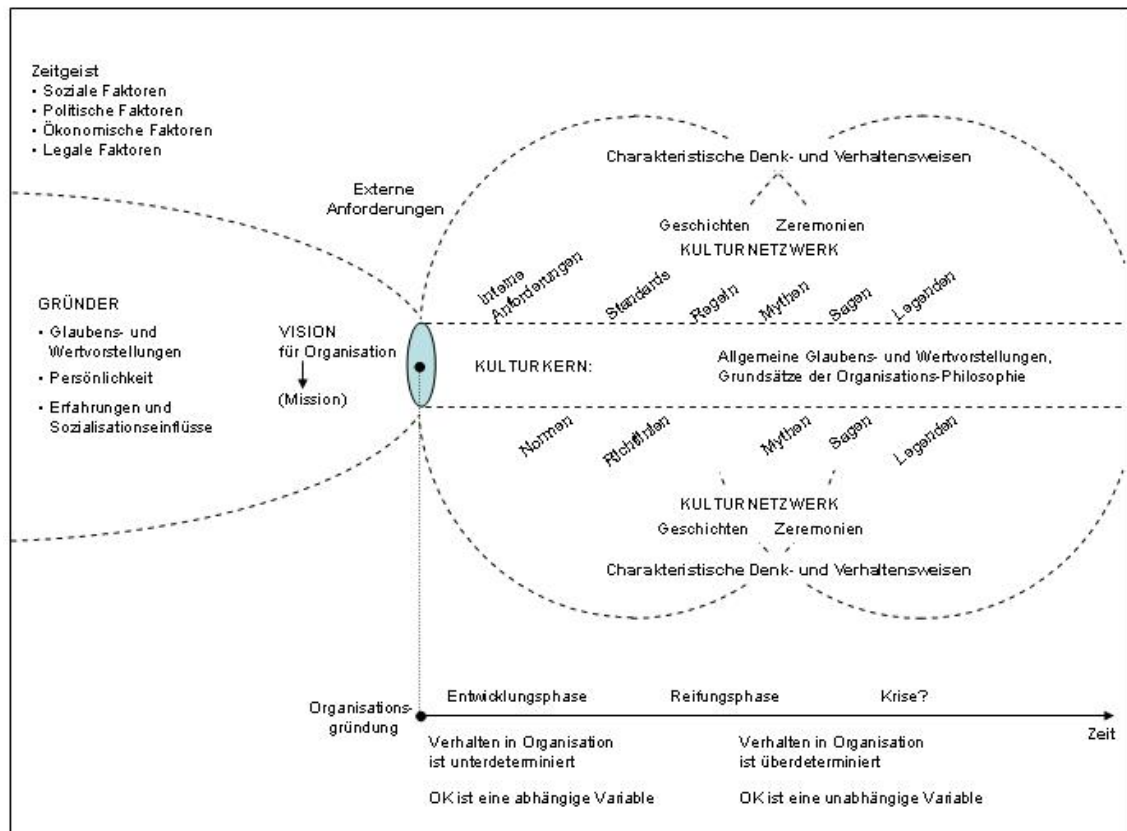 Zeitgeist
• Soziale Faktoren
• Politische Faktoren
• Ökonomische Faktoren
• Legale Faktoren
Externe
Anforderungen
Charakteristische Denk- und Verhaltensweisen
Geschichten Zeremonien
KULTURNETZWERK
Interne
Anforderungen
Standards
Regeln
Mythen
Sagen
Legenden
GRÜNDER
• Glaubens- und
Wertvorstellungen
• Persönlichkeit
• Erfahrungen und
Sozialisationseinflüsse
VISION
für Organisation
(Mission)
KULTURKERN:
Allgemeine Glaubens- und Wertvorstellungen,
Grundsätze der Organisations-Philosophie
Normen
Richtlinien
Mythen
Sagen
Legenden
KULTURNETZWERK
Geschichten Zeremonien
Charakteristische Denk- und Verhaltensweisen
Organisations-
gründung
Entwicklungsphase
Reifungsphase
Krise?
Zeit
Verhalten in Organisation
ist unterdeterminiert
OK ist eine abhängige Variable
Verhalten in Organisation
ist überdeterminiert
OK ist eine unabhängige Variable